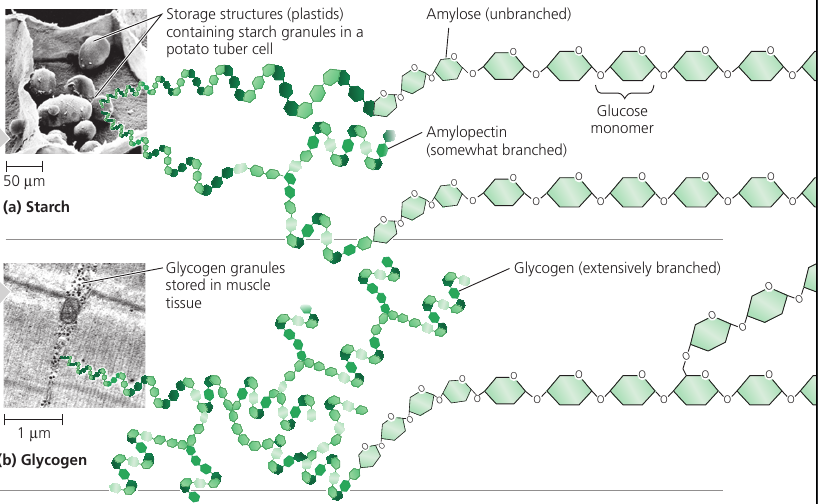 Storage structures (plastids)
containing starch granules in a
potato tuber cell
Amylose (unbranched)
O O O O O O O
O O O O O O O
Glucose
monomer
Amylopectin
(somewhat branched)
50 μm
(a) Starch
O O O O O O O
O O O O O O O
Glycogen granules
stored in muscle
tissue
Glycogen (extensively branched)
O O O O
O
O O O O O O O O
O O O O O O O O
1 μm
(b) Glycogen